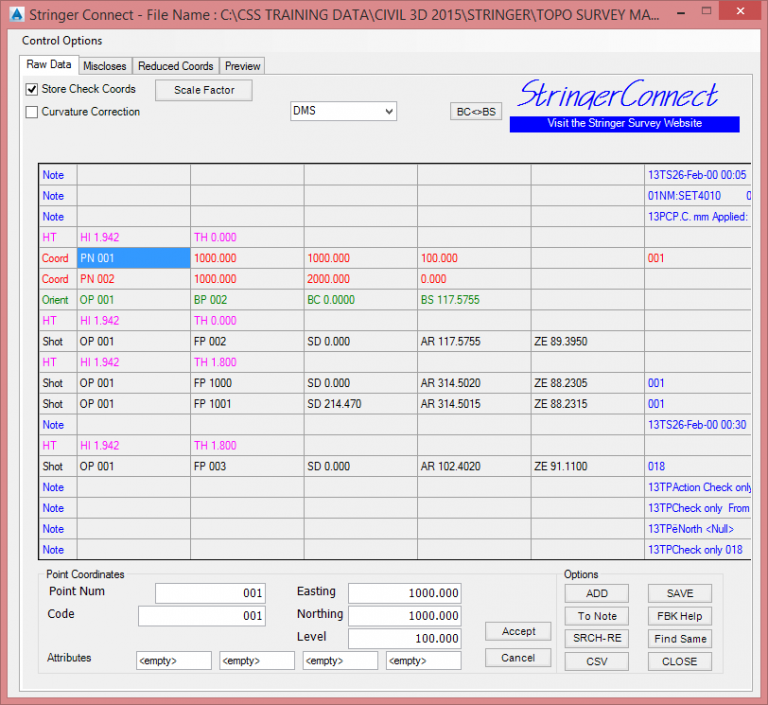 Stringer Connect - File Name : C:\CSS TRAINING DATA\CIVIL 3D 2015\STRINGER\TOPO SURVEY MA...
Control Options
Raw Data Miscloses Reduced Coords Preview
Store Check Coords Scale Factor
Curvature Correction DMS BC<=>BS
StringerConnect
Visit the Stringer Survey Website
Note 13TS26-Feb-00 00:05
Note 01NM:SET4010
Note 13PCP.C. mm Applied:
HT HI 1.942 TH 0.000
Coord PN 001 1000.000 1000.000 100.000 001
Coord PN 002 1000.000 2000.000 0.000
Orient OP 001 BP 002 BC 0.0000 BS 117.5755
HT HI 1.942 TH 0.000
Shot OP 001 FP 002 SD 0.000 AR 117.5755 ZE 89.3950
HT HI 1.942 TH 1.800
Shot OP 001 FP 1000 SD 0.000 AR 314.5020 ZE 88.2305 001
Shot OP 001 FP 1001 SD 214.470 AR 314.5015 ZE 88.2315 001
Note 13TS26-Feb-00 00:30
HT HI 1.942 TH 1.800
Shot OP 001 FP 003 SD 0.000 AR 102.4020 ZE 91.1100 018
Note 13TPAction Check only
Note 13TPCheck only From
Note 13TPëNorth <Null>
Note 13TPCheck only 018
Point Coordinates Options
Point Num 001 Easting 1000.000 ADD SAVE
Code 001 Northing 1000.000 To Note FBK Help
Level 100.000 Accept SRCH-RE Find Same
Attributes <empty> <empty> <empty> <empty> Cancel CSV CLOSE